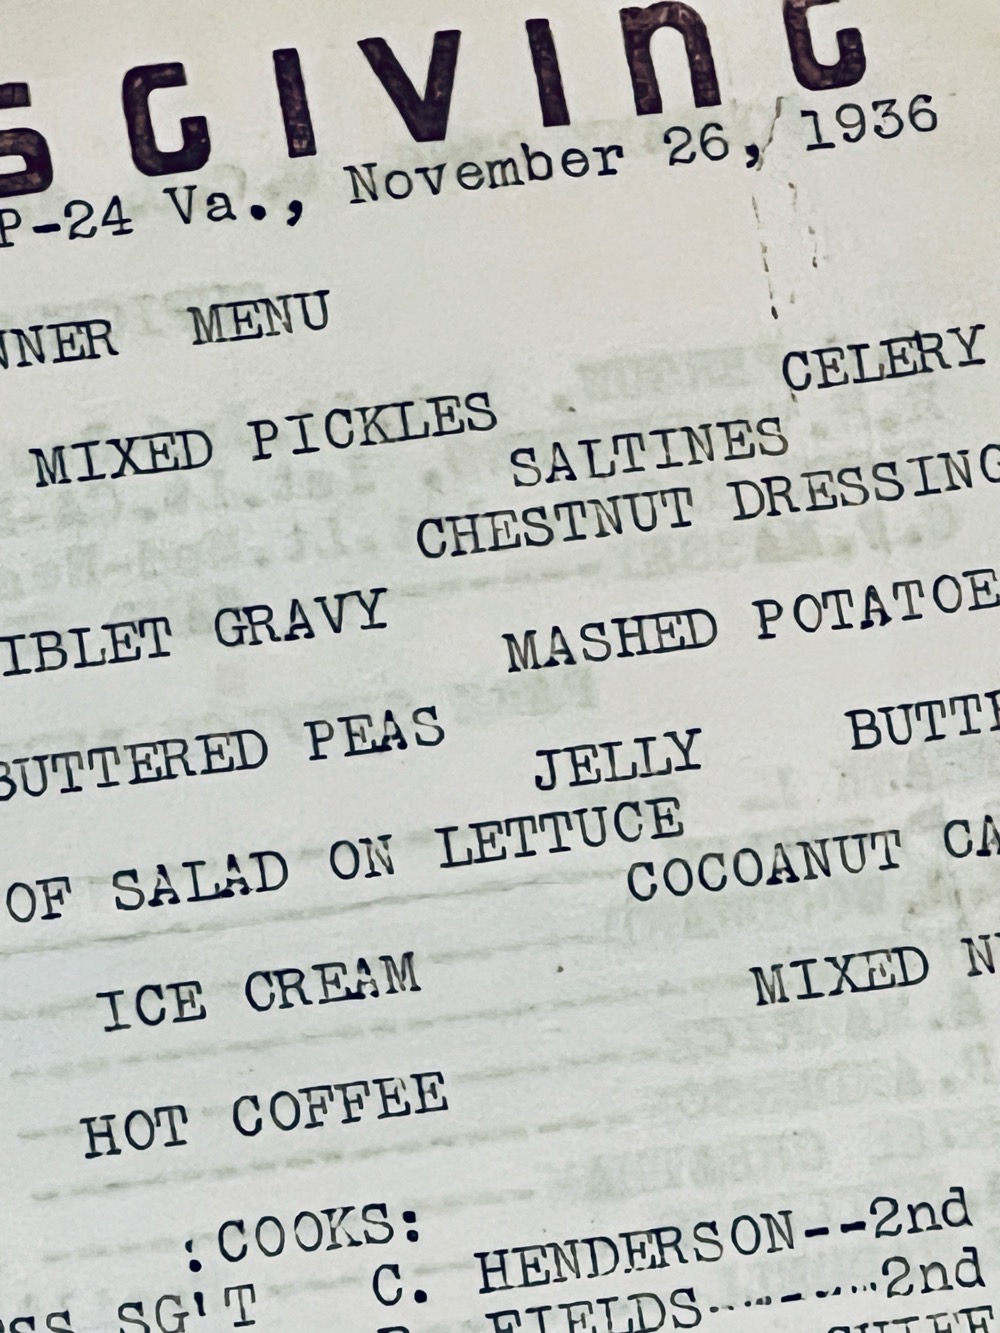 SGIVING
P-24 Va., November 26, 1936
NNER MENU
MIXED PICKLES CELERY
SALTINES
CHESTNUT DRESSING
IBLET GRAVY MASHED POTATOE
BUTTERED PEAS JELLY BUTTE
OF SALAD ON LETTUCE
COCOANUT CA
ICE CREAM MIXED N
HOT COFFEE
:COOKS:
SS SG'T C. HENDERSON--2nd
FIELDS---------2nd